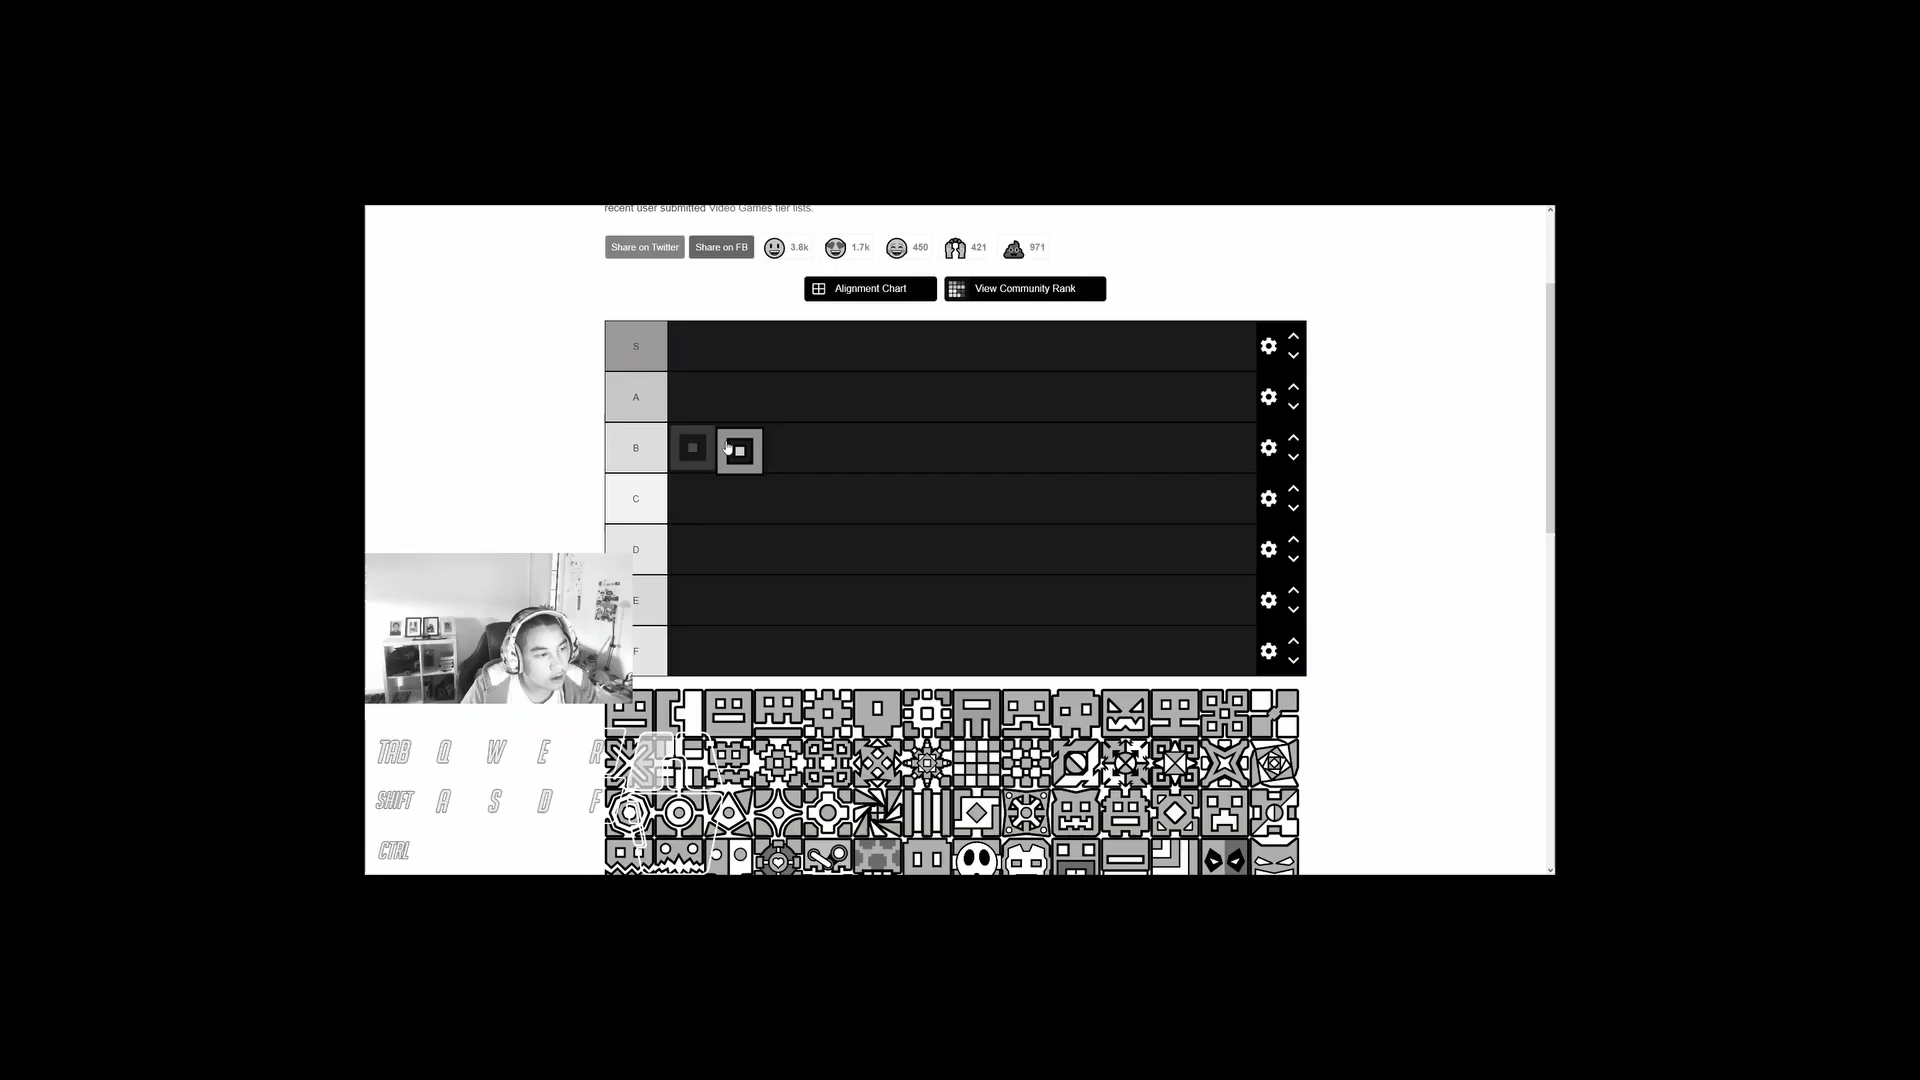 recent user submitted Video Games tier lists.
Share on Twitter Share on FB 3.8k 1.7k 450 421 971
Alignment Chart View Community Rank
S
A
B
C
D
E
F
TAB Q W E R
SHIFT A S D F
CTRL